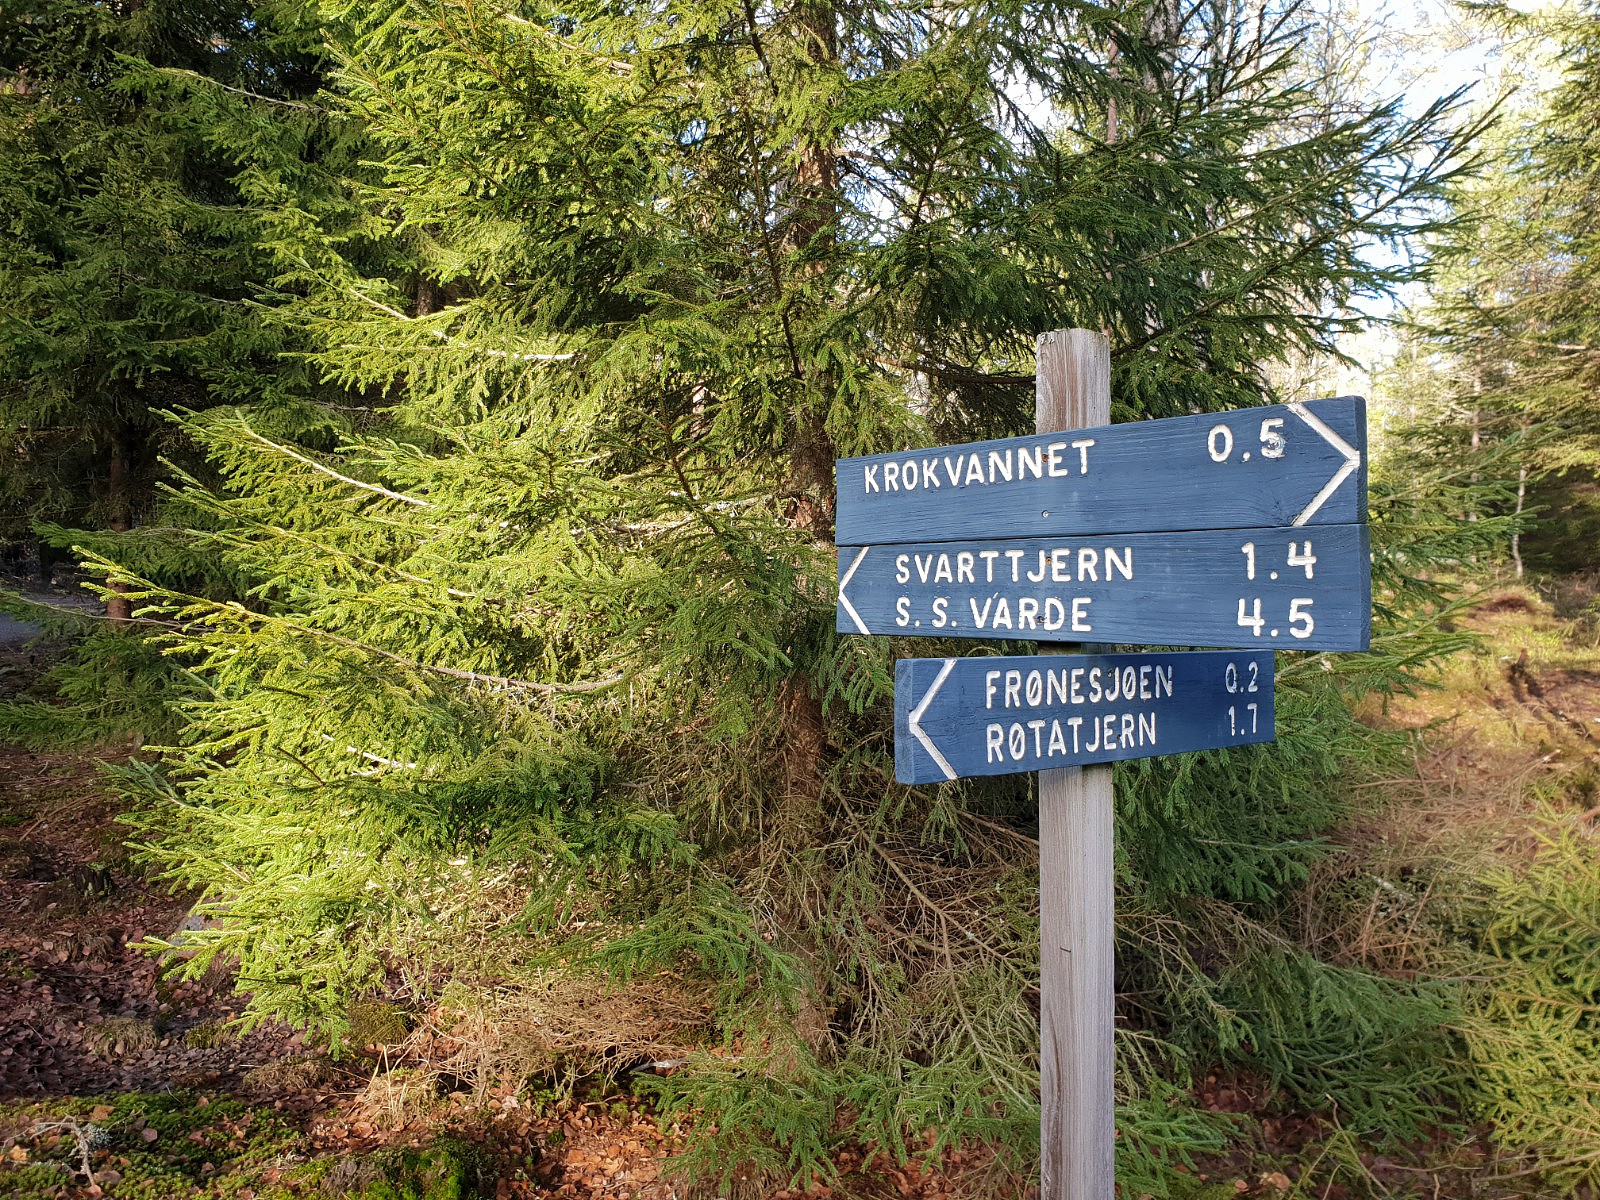 KROKVANNET 0.5
SVARTTJERN 1.4
S.S. VARDE 4.5
FRØNESJØEN 0.2
RØTATJERN 1.7